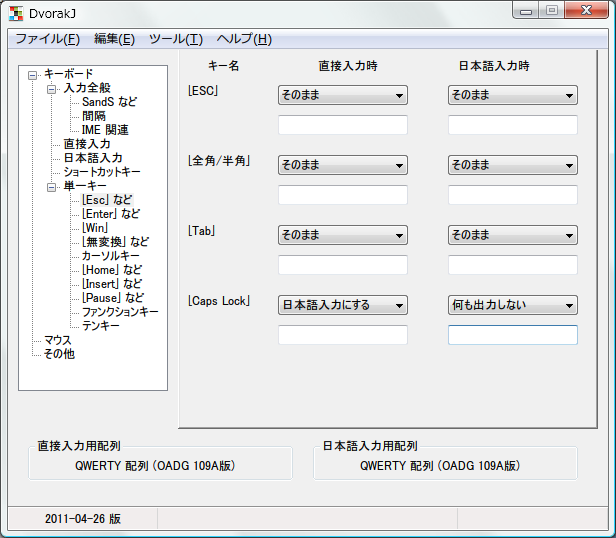 DvorakJ
ファイル(F) 編集(E) ツール(T) ヘルプ(H)
キーボード
入力全般
SandS など
間隔
IME 関連
直接入力
日本語入力
ショートカットキー
単一キー
[Esc] など
[Enter] など
[Win]
[無変換] など
カーソルキー
[Home] など
[Insert] など
[Pause] など
ファンクションキー
テンキー
マウス
その他
キー名 直接入力時 日本語入力時
[ESC] そのまま そのまま
[全角/半角] そのまま そのまま
[Tab] そのまま そのまま
[Caps Lock] 日本語入力にする 何も出力しない
直接入力用配列 日本語入力用配列
QWERTY 配列 (OADG 109A版) QWERTY 配列 (OADG 109A版)
2011-04-26 版